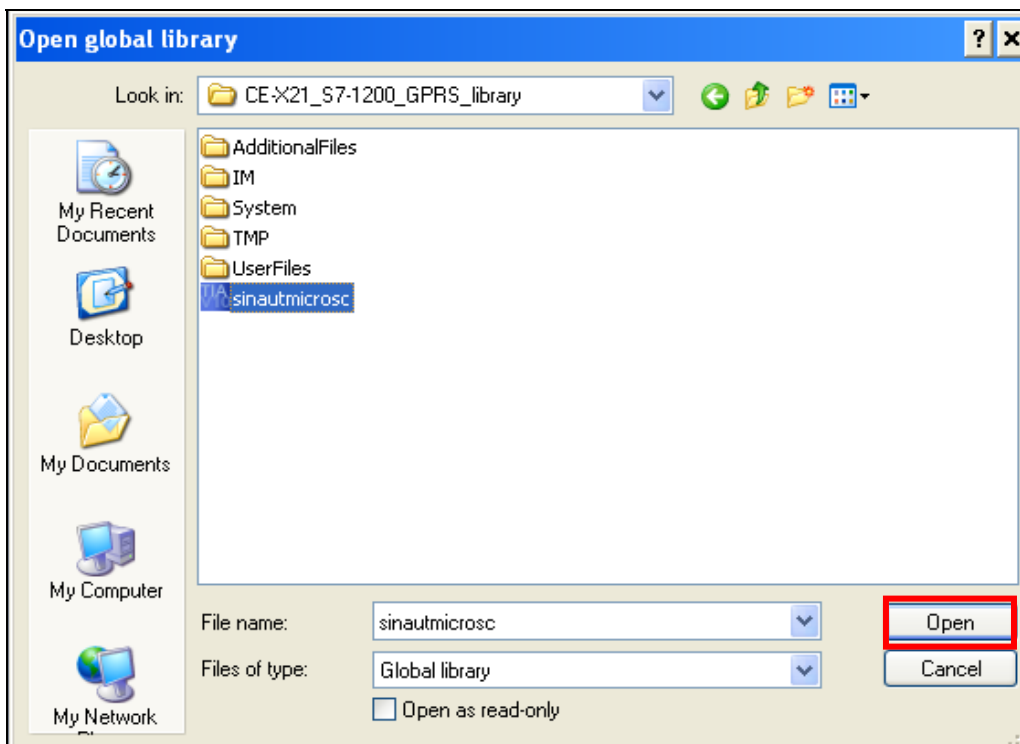 Open global library
Look in:
CE-X21_S7-1200_GPRS_library
AdditionalFiles
IM
System
TMP
UserFiles
sinautmicrosc
My Recent
Documents
Desktop
My Documents
My Computer
My Network
File name:
sinautmicrosc
Open
Files of type:
Global library
Cancel
Open as read-only